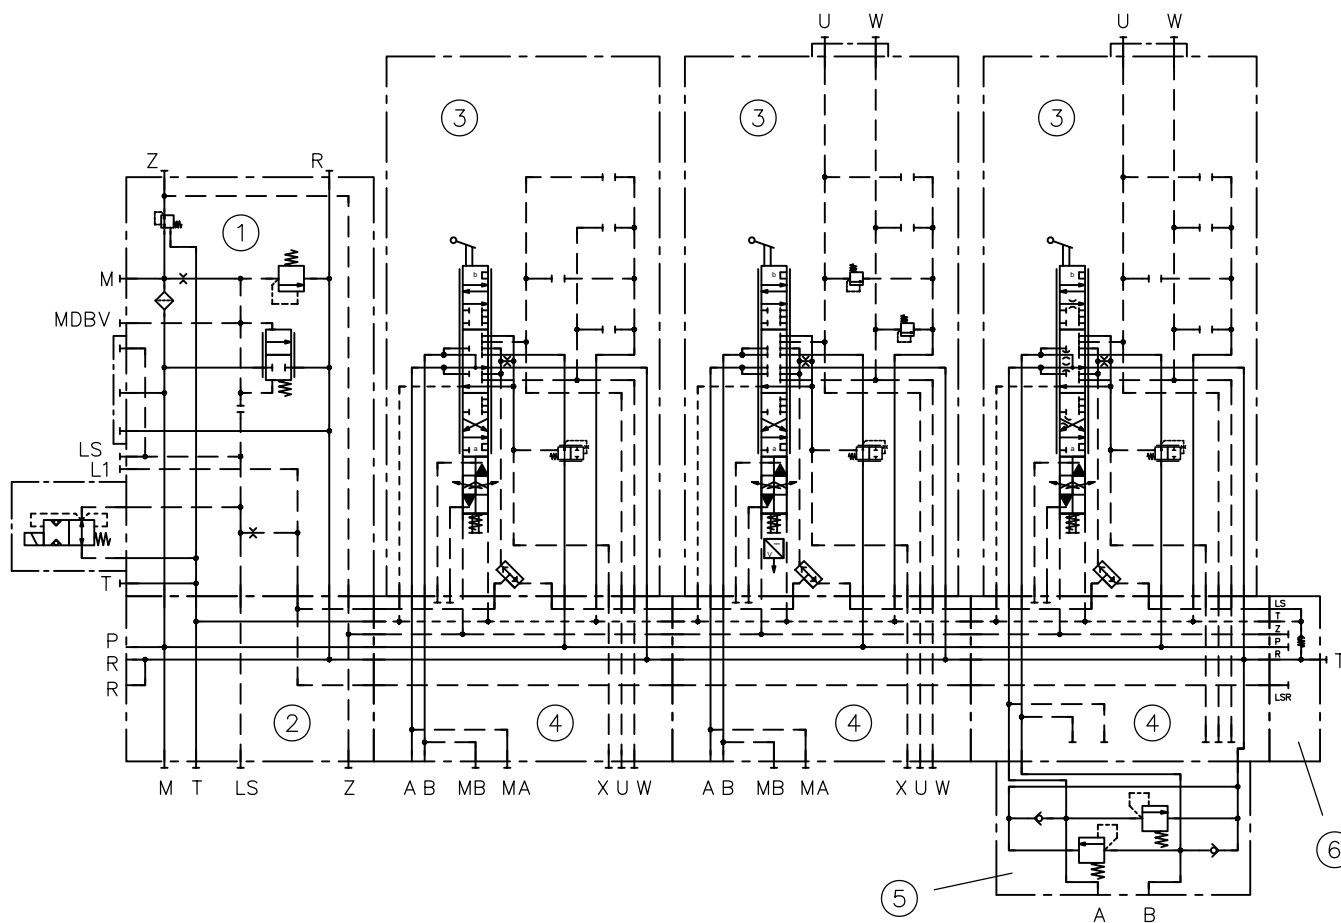 U W U W
3 3 3
Z R
1
M
b b b
MDBV
a a a
LS
L1
T
LS
T
Z
P P
R R T
R LSR
2 4 4 4
M T LS Z A B MB MA X U W A B MB MA X U W
6
5
A B